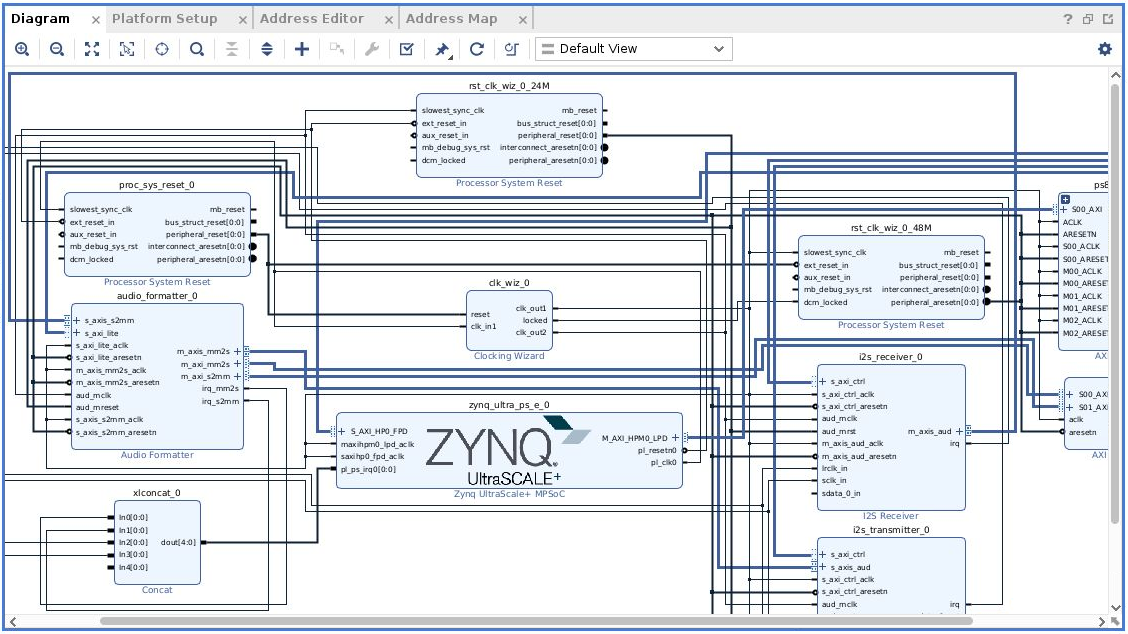 Diagram × Platform Setup × Address Editor × Address Map × ?
Default View
rst_clk_wiz_0_24M
slowest_sync_clk mb_reset
ext_reset_in bus_struct_reset[0:0]
aux_reset_in peripheral_reset[0:0]
mb_debug_sys_rst interconnect_aresetn[0:0]
dcm_locked peripheral_aresetn[0:0]
Processor System Reset
proc_sys_reset_0
slowest_sync_clk mb_reset
ext_reset_in bus_struct_reset[0:0]
aux_reset_in peripheral_reset[0:0]
mb_debug_sys_rst interconnect_aresetn[0:0]
dcm_locked peripheral_aresetn[0:0]
Processor System Reset
ps8
S00_AXI
ACLK
ARESETN
S00_ACLK
S00_ARESET
M00_ACLK
M00_ARESE
M01_ACLK
M01_ARESE
M02_ACLK
M02_ARESE
AX
rst_clk_wiz_0_48M
slowest_sync_clk mb_reset
ext_reset_in bus_struct_reset[0:0]
aux_reset_in peripheral_reset[0:0]
mb_debug_sys_rst interconnect_aresetn[0:0]
dcm_locked peripheral_aresetn[0:0]
Processor System Reset
clk_wiz_0
reset clk_out1
locked
clk_in1 clk_out2
Clocking Wizard
audio_formatter_0
s_axis_s2mm
s_axi_lite
s_axi_lite_aclk
s_axi_lite_aresetn m_axis_mm2s
m_axis_mm2s_aclk m_axi_mm2s
m_axis_mm2s_aresetn m_axi_s2mm
aud_mclk irq_mm2s
aud_mreset irq_s2mm
s_axis_s2mm_aclk
s_axis_s2mm_aresetn
Audio Formatter
i2s_receiver_0
s_axi_ctrl
s_axi_ctrl_aclk
s_axi_ctrl_aresetn
aud_mclk
aud_mrst m_axis_aud
m_axis_aud_aclk irq
m_axis_aud_aresetn
lrclk_in
sclk_in
sdata_0_in
I2S Receiver
S00_AX
S01_AX
aclk
aresetn
AXI
zynq_ultra_ps_e_0
S_AXI_HP0_FPD M_AXI_HPM0_LPD
maxihpm0_lpd_aclk pl_resetn0
saxihp0_fpd_aclk pl_clk0
pl_ps_irq0[0:0]
ZYNQ
UltraSCALE+
Zynq UltraScale+ MPSoC
xlconcat_0
In0[0:0]
In1[0:0]
In2[0:0] dout[4:0]
In3[0:0]
In4[0:0]
Concat
i2s_transmitter_0
s_axi_ctrl
s_axis_aud
s_axi_ctrl_aclk
s_axi_ctrl_aresetn
aud_mclk irq